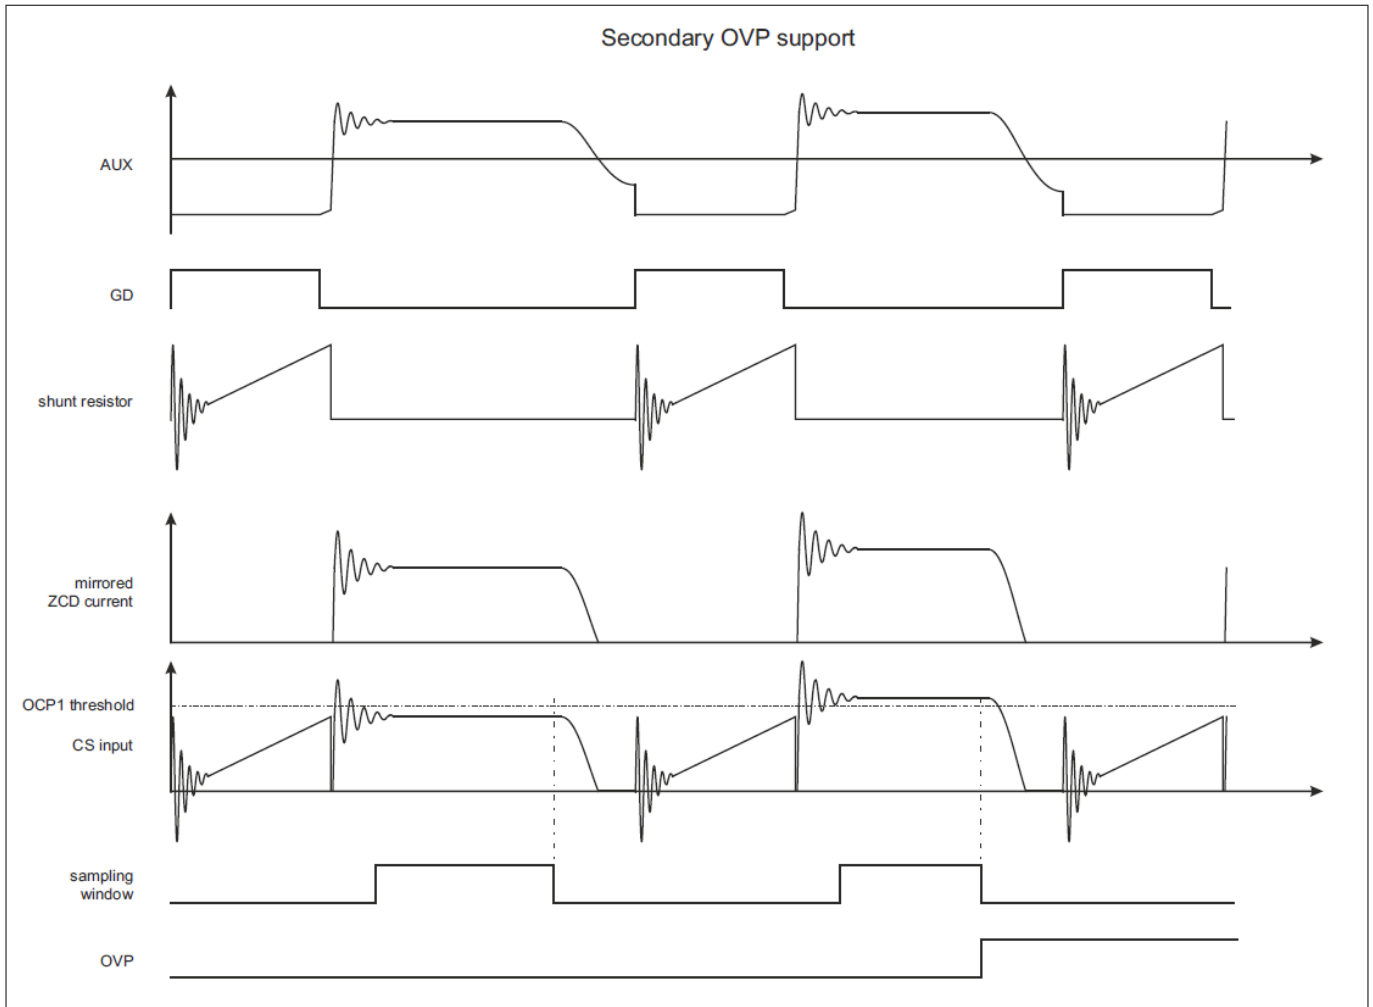 Secondary OVP support
AUX
GD
shunt resistor
mirrored
ZCD current
OCP1 threshold
CS input
sampling
window
OVP